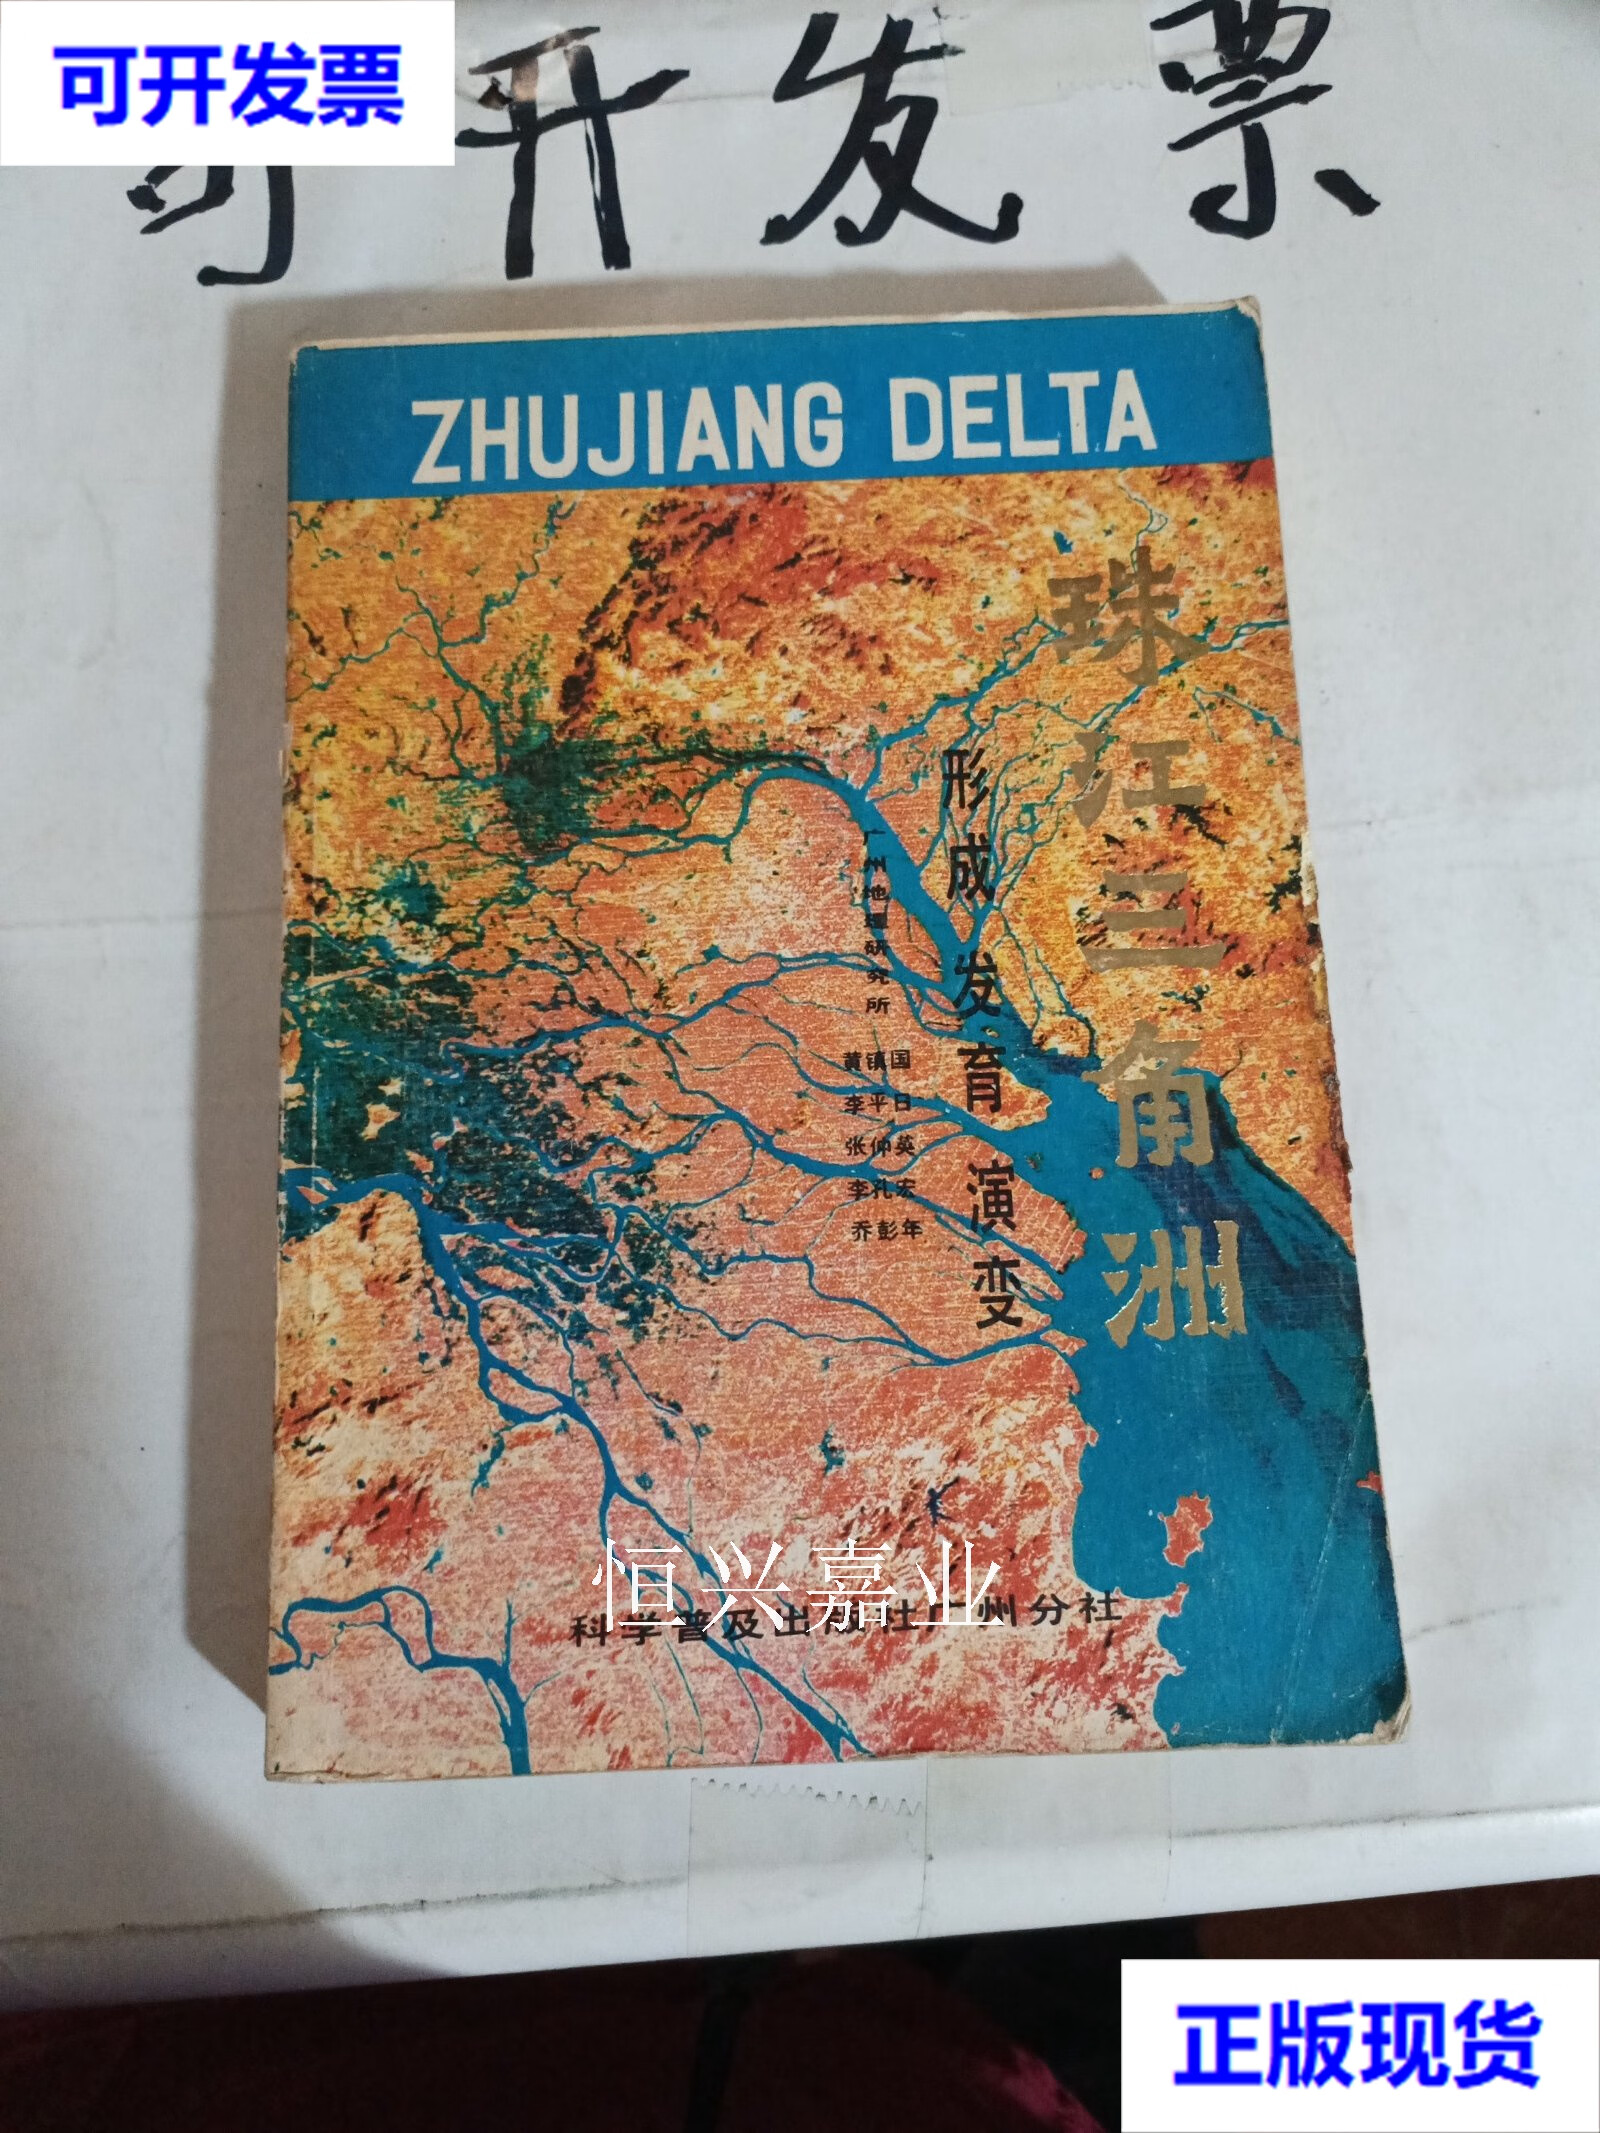 可开发票
可开发票
ZHUJIANG DELTA
珠江三角洲
形成发育演变
广州地理研究所
黄镇国
李平日
张仲英
李孔宏
乔彭年
恒兴嘉业
科学普及出版社广州分社
正版现货